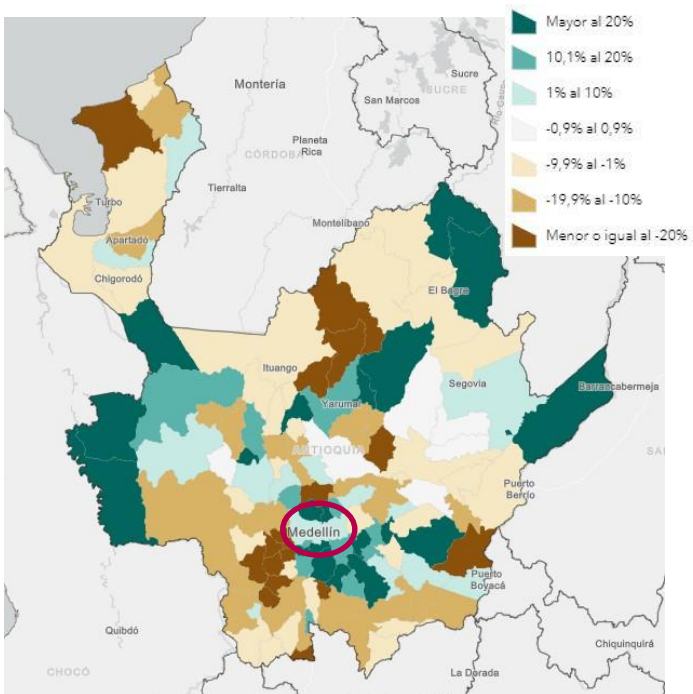 Mayor al 20%
10,1% al 20%
1% al 10%
-0,9% al 0,9%
-9,9% al -1%
-19,9% al -10%
Menor o igual al -20%
Montería
Sucre
SUCRE
San Marcos
Planeta
Rica
CÓRDOBA
Tierralta
Turbo
Montelíbano
Apartadó
Chigorodó
El Bagre
Ituango
Segovia
Barrancabermeja
Yarumal
ANTIOQUIA
Puerto
Berrío
Medellín
Puerto
Boyacá
Quibdó
Chiquinquirá
CHOCÓ
La Dorada